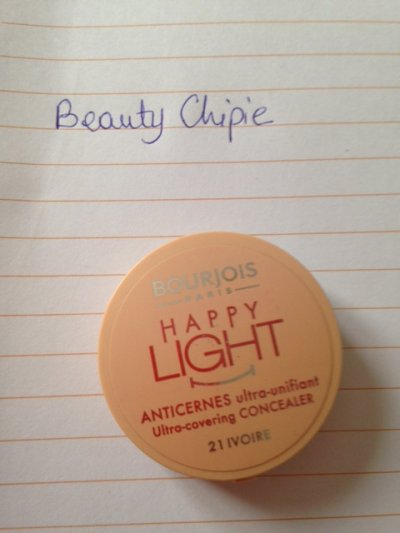 Beauty Chipie
BOURJOIS
PARIS
HAPPY
LIGHT
ANTICERNES ultra-unifiant
Ultra-covering CONCEALER
21 IVOIRE